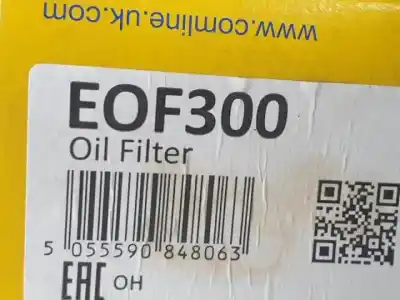 www.comline.uk.com
EOF300
Oil Filter
5 055590 848063
EAC OH